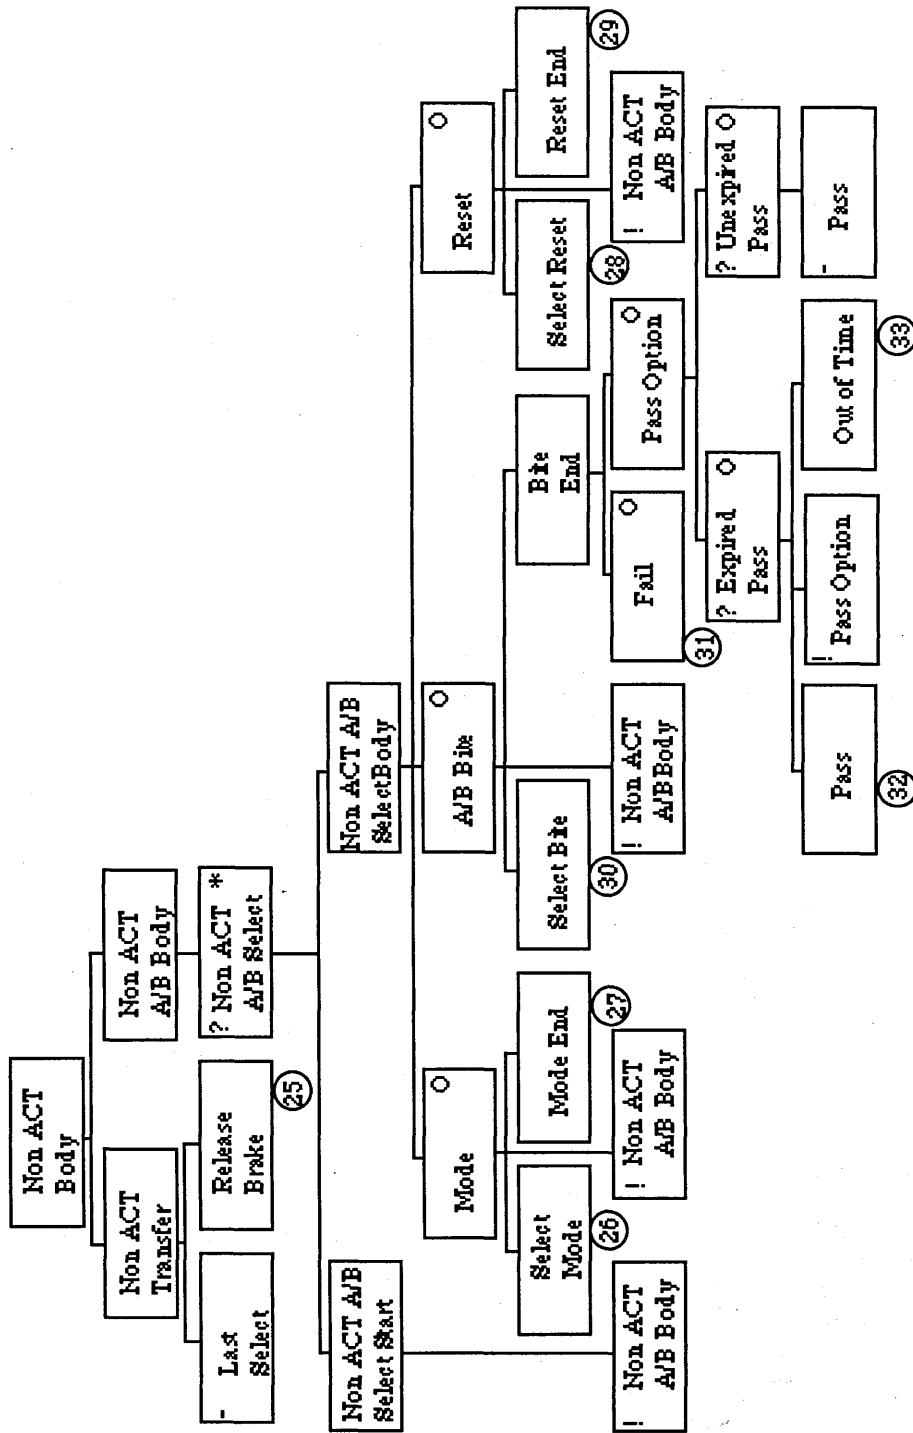 Non ACT
Body
Non ACT
Transfer
Non ACT
A/B Body
- Last
Select
Release
Brake
25
? Non ACT *
A/B Select
Non ACT A/B
Select Start
Non ACT A/B
Select Body
! Non ACT
A/B Body
Mode O
A/B Bite O
Reset O
Select
Mode
26
Mode End
27
! Non ACT
A/B Body
Select Bite
30
! Non ACT
A/B Body
Bite
End
Select Reset
28
Reset End
29
! Non ACT
A/B Body
Fail O
31
Pass Option O
? Expired O
Pass
? Unexpired O
Pass
Pass
32
! Pass Option
Out of Time
33
- Pass